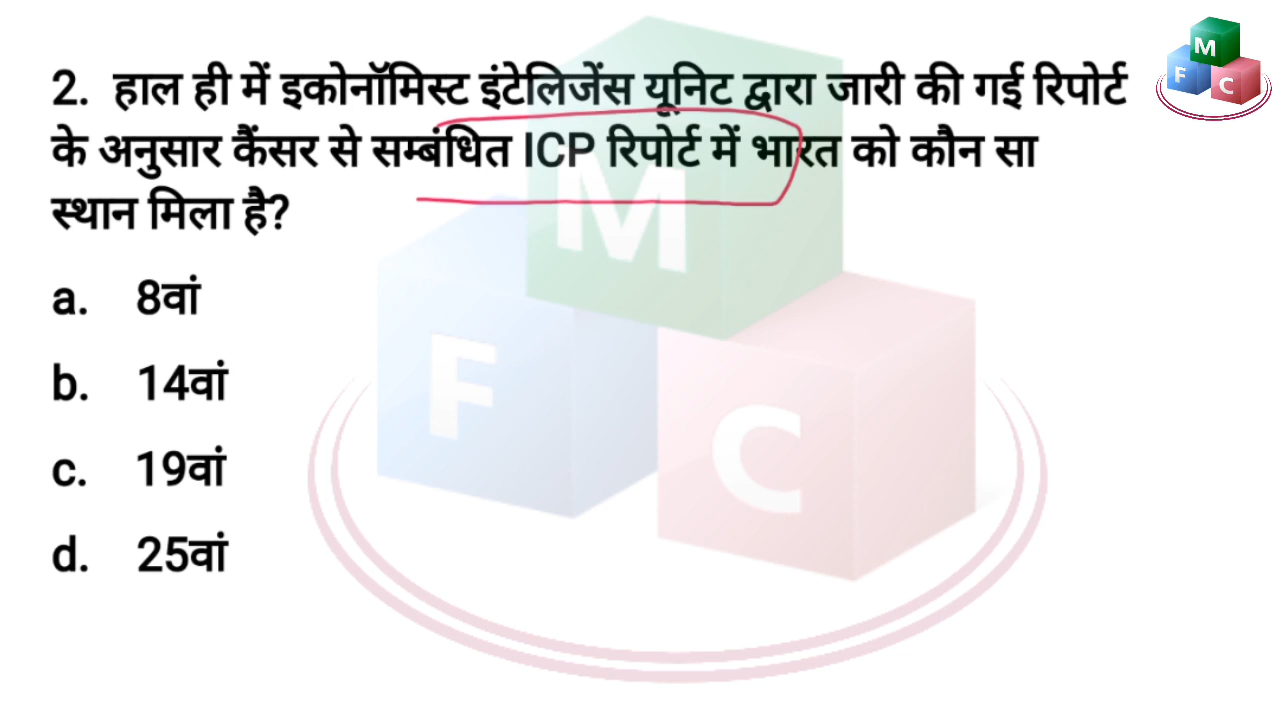 M
F
C
2. हाल ही में इकोनॉमिस्ट इंटेलिजेंस यूनिट द्वारा जारी की गई रिपोर्ट
के अनुसार कैंसर से सम्बंधित ICP रिपोर्ट में भारत को कौन सा
स्थान मिला है?
a. 8वां
b. 14वां
c. 19वां
d. 25वां
M
F
C